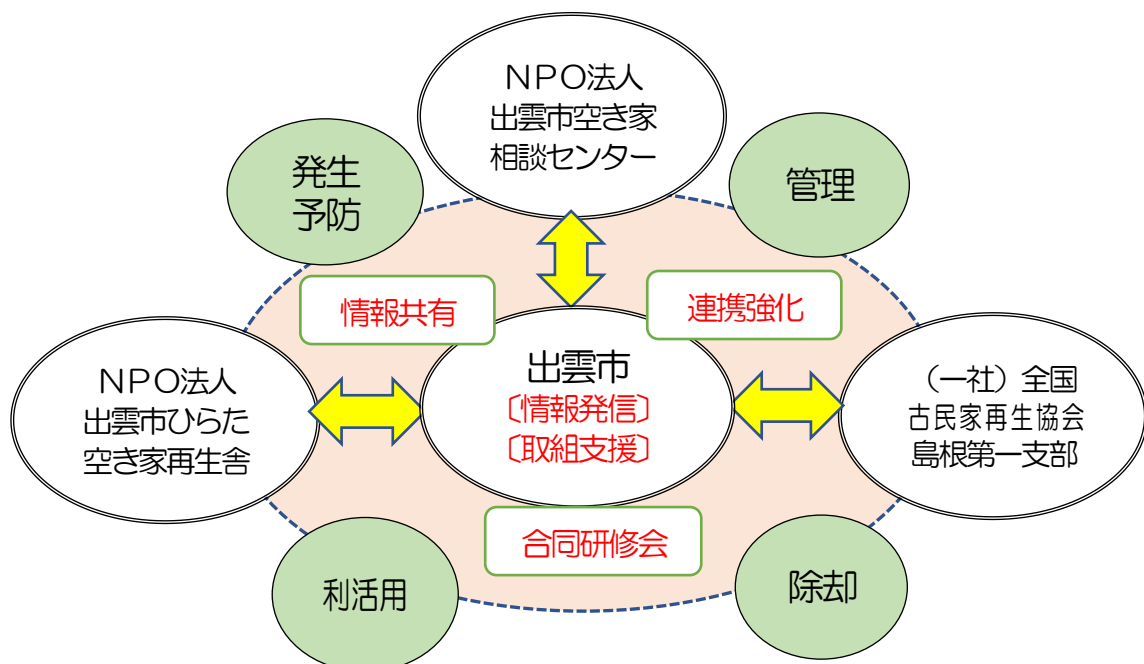 NPO法人
出雲市空き家
相談センター
発生
予防
管理
情報共有
連携強化
NPO法人
出雲市ひらた
空き家再生舎
出雲市
〔情報発信〕
〔取組支援〕
（一社）全国
古民家再生協会
島根第一支部
合同研修会
利活用
除却